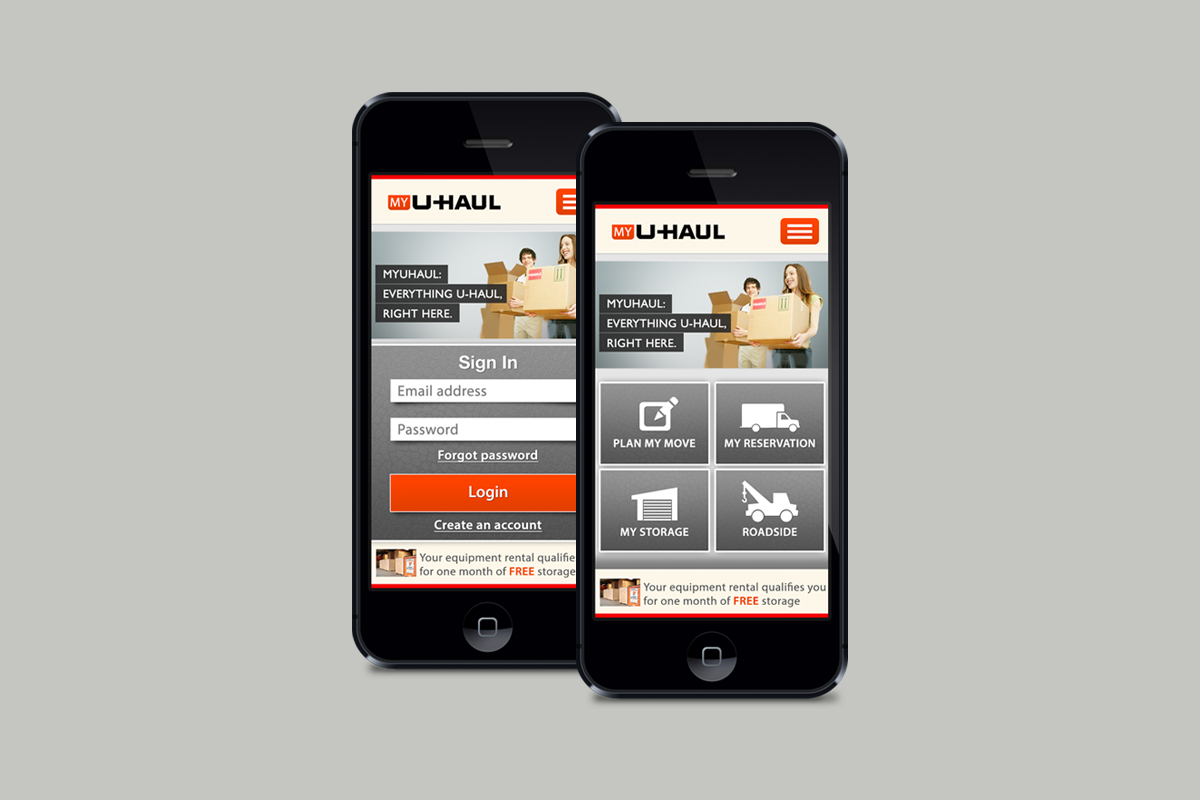 MY U-HAUL
MYUHAUL:
EVERYTHING U-HAUL,
RIGHT HERE.
Sign In
Email address
Password
Forgot password
Login
Create an account
Your equipment rental qualifie
for one month of FREE storage
MY U-HAUL
MYUHAUL:
EVERYTHING U-HAUL,
RIGHT HERE.
PLAN MY MOVE
MY RESERVATION
MY STORAGE
ROADSIDE
Your equipment rental qualifies you
for one month of FREE storage